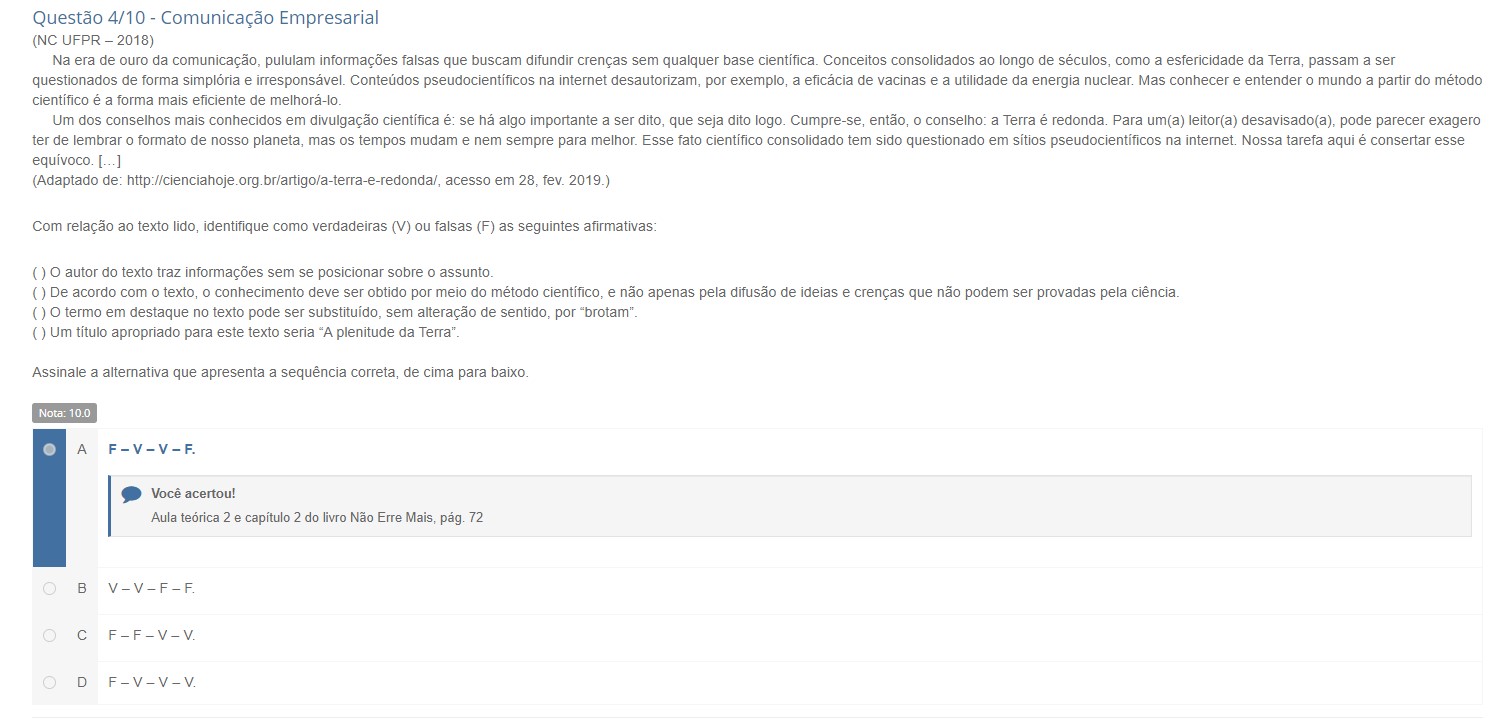 Questão 4/10 - Comunicação Empresarial
(NC UFPR – 2018)
Na era de ouro da comunicação, pululam informações falsas que buscam difundir crenças sem qualquer base científica. Conceitos consolidados ao longo de séculos, como a esfericidade da Terra, passam a ser
questionados de forma simplória e irresponsável. Conteúdos pseudocientíficos na internet desautorizam, por exemplo, a eficácia de vacinas e a utilidade da energia nuclear. Mas conhecer e entender o mundo a partir do método
científico é a forma mais eficiente de melhorá-lo.
Um dos conselhos mais conhecidos em divulgação científica é: se há algo importante a ser dito, que seja dito logo. Cumpre-se, então, o conselho: a Terra é redonda. Para um(a) leitor(a) desavisado(a), pode parecer exagero
ter de lembrar o formato de nosso planeta, mas os tempos mudam e nem sempre para melhor. Esse fato científico consolidado tem sido questionado em sítios pseudocientíficos na internet. Nossa tarefa aqui é consertar esse
equívoco. […]
(Adaptado de: http://cienciahoje.org.br/artigo/a-terra-e-redonda/, acesso em 28, fev. 2019.)
Com relação ao texto lido, identifique como verdadeiras (V) ou falsas (F) as seguintes afirmativas:
( ) O autor do texto traz informações sem se posicionar sobre o assunto.
( ) De acordo com o texto, o conhecimento deve ser obtido por meio do método científico, e não apenas pela difusão de ideias e crenças que não podem ser provadas pela ciência.
( ) O termo em destaque no texto pode ser substituído, sem alteração de sentido, por “brotam”.
( ) Um título apropriado para este texto seria “A plenitude da Terra”.
Assinale a alternativa que apresenta a sequência correta, de cima para baixo.
Nota: 10.0
A F – V – V – F.
Você acertou!
Aula teórica 2 e capítulo 2 do livro Não Erre Mais, pág. 72
B V – V – F – F.
C F – F – V – V.
D F – V – V – V.